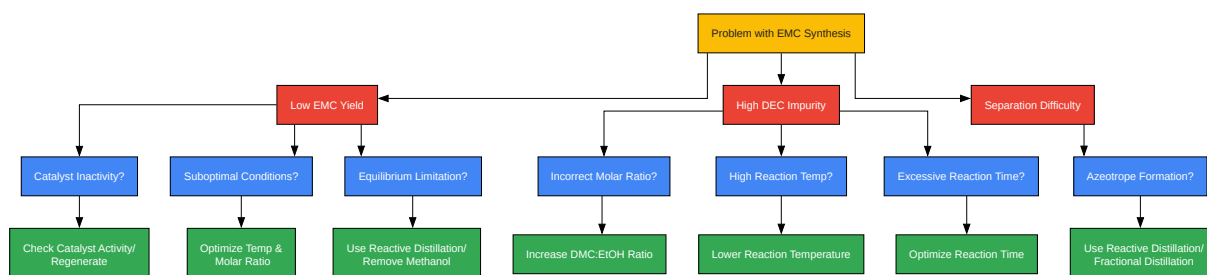 Problem with EMC Synthesis
Low EMC Yield
High DEC Impurity
Separation Difficulty
Catalyst Inactivity?
Suboptimal Conditions?
Equilibrium Limitation?
Incorrect Molar Ratio?
High Reaction Temp?
Excessive Reaction Time?
Azeotrope Formation?
Check Catalyst Activity/
Regenerate
Optimize Temp &
Molar Ratio
Use Reactive Distillation/
Remove Methanol
Increase DMC:EtOH Ratio
Lower Reaction Temperature
Optimize Reaction Time
Use Reactive Distillation/
Fractional Distillation